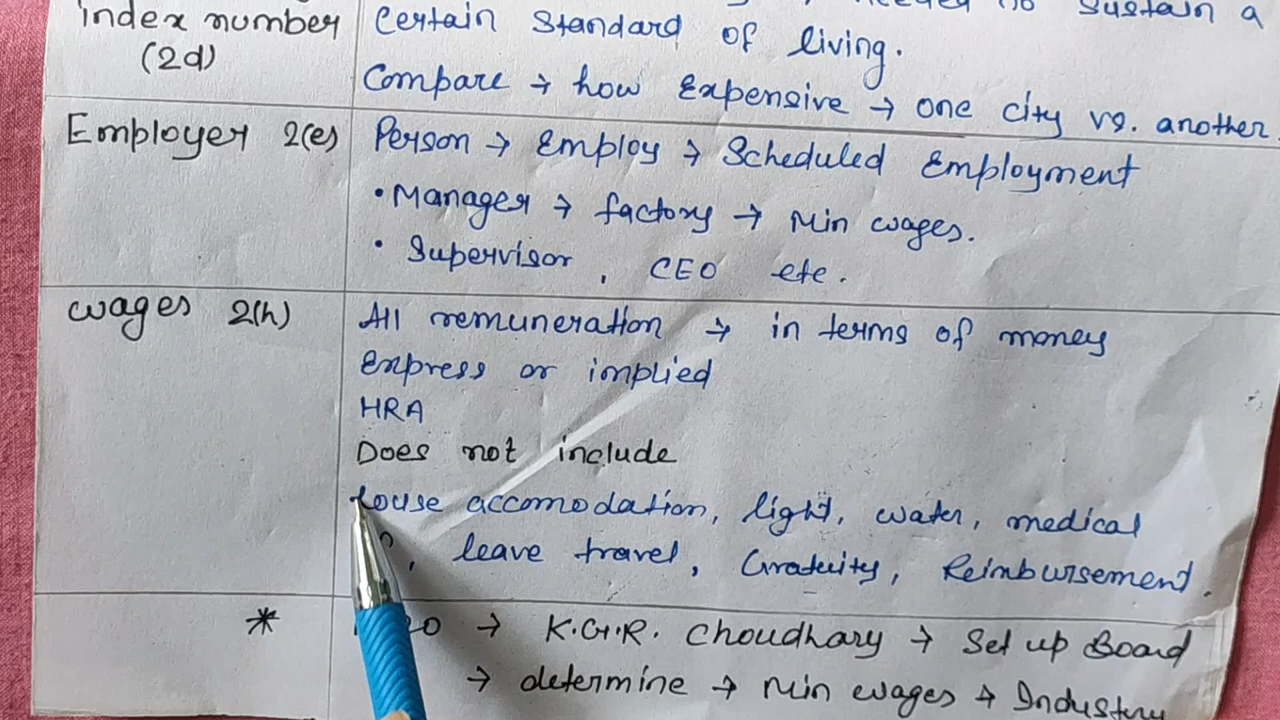 index number
(2d)
needed to sustain a
Certain standard of living.
Compare → how Expensive → one city vs. another
Employer 2(e)
Person → Employ → Scheduled Employment
• Manager → factory → Min wages.
• Supervisor, CEO etc.
wages 2(h)
All remuneration → in terms of money
Express or implied
HRA
Does not include
House accomodation, light, water, medical
, leave travel, Gratuity, Reimbursement.
* → K.G.R. Choudhary → Set up Board
→ determine → Min wages → Industry